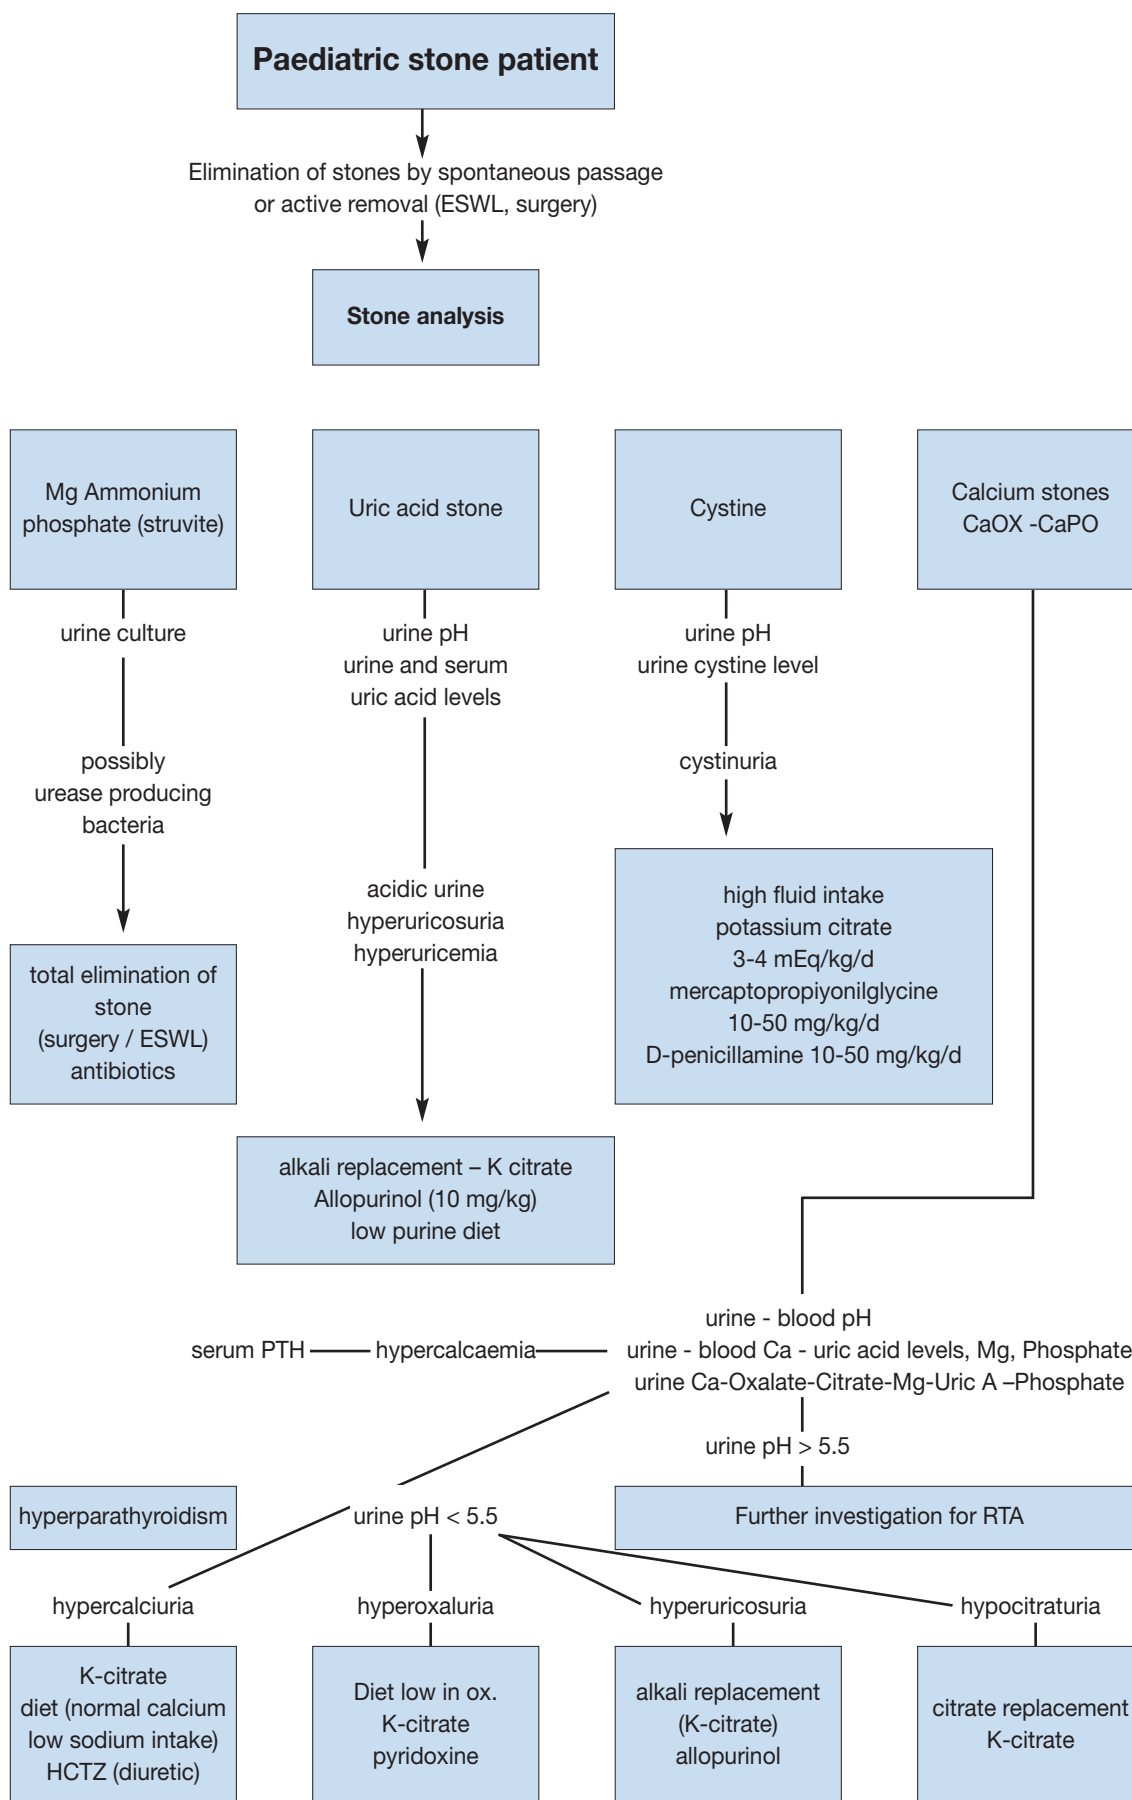 Paediatric stone patient
Elimination of stones by spontaneous passage
or active removal (ESWL, surgery)
Stone analysis
Mg Ammonium
phosphate (struvite)
Uric acid stone
Cystine
Calcium stones
CaOX -CaPO
urine culture
possibly
urease producing
bacteria
total elimination of
stone
(surgery / ESWL)
antibiotics
urine pH
urine and serum
uric acid levels
acidic urine
hyperuricosuria
hyperuricemia
alkali replacement – K citrate
Allopurinol (10 mg/kg)
low purine diet
urine pH
urine cystine level
cystinuria
high fluid intake
potassium citrate
3-4 mEq/kg/d
mercaptopropiyonilglycine
10-50 mg/kg/d
D-penicillamine 10-50 mg/kg/d
urine - blood pH
urine - blood Ca - uric acid levels, Mg, Phosphate
urine Ca-Oxalate-Citrate-Mg-Uric A –Phosphate
hypercalcaemia
serum PTH
hyperparathyroidism
urine pH > 5.5
Further investigation for RTA
urine pH < 5.5
hypercalciuria
K-citrate
diet (normal calcium
low sodium intake)
HCTZ (diuretic)
hyperoxaluria
Diet low in ox.
K-citrate
pyridoxine
hyperuricosuria
alkali replacement
(K-citrate)
allopurinol
hypocitraturia
citrate replacement
K-citrate